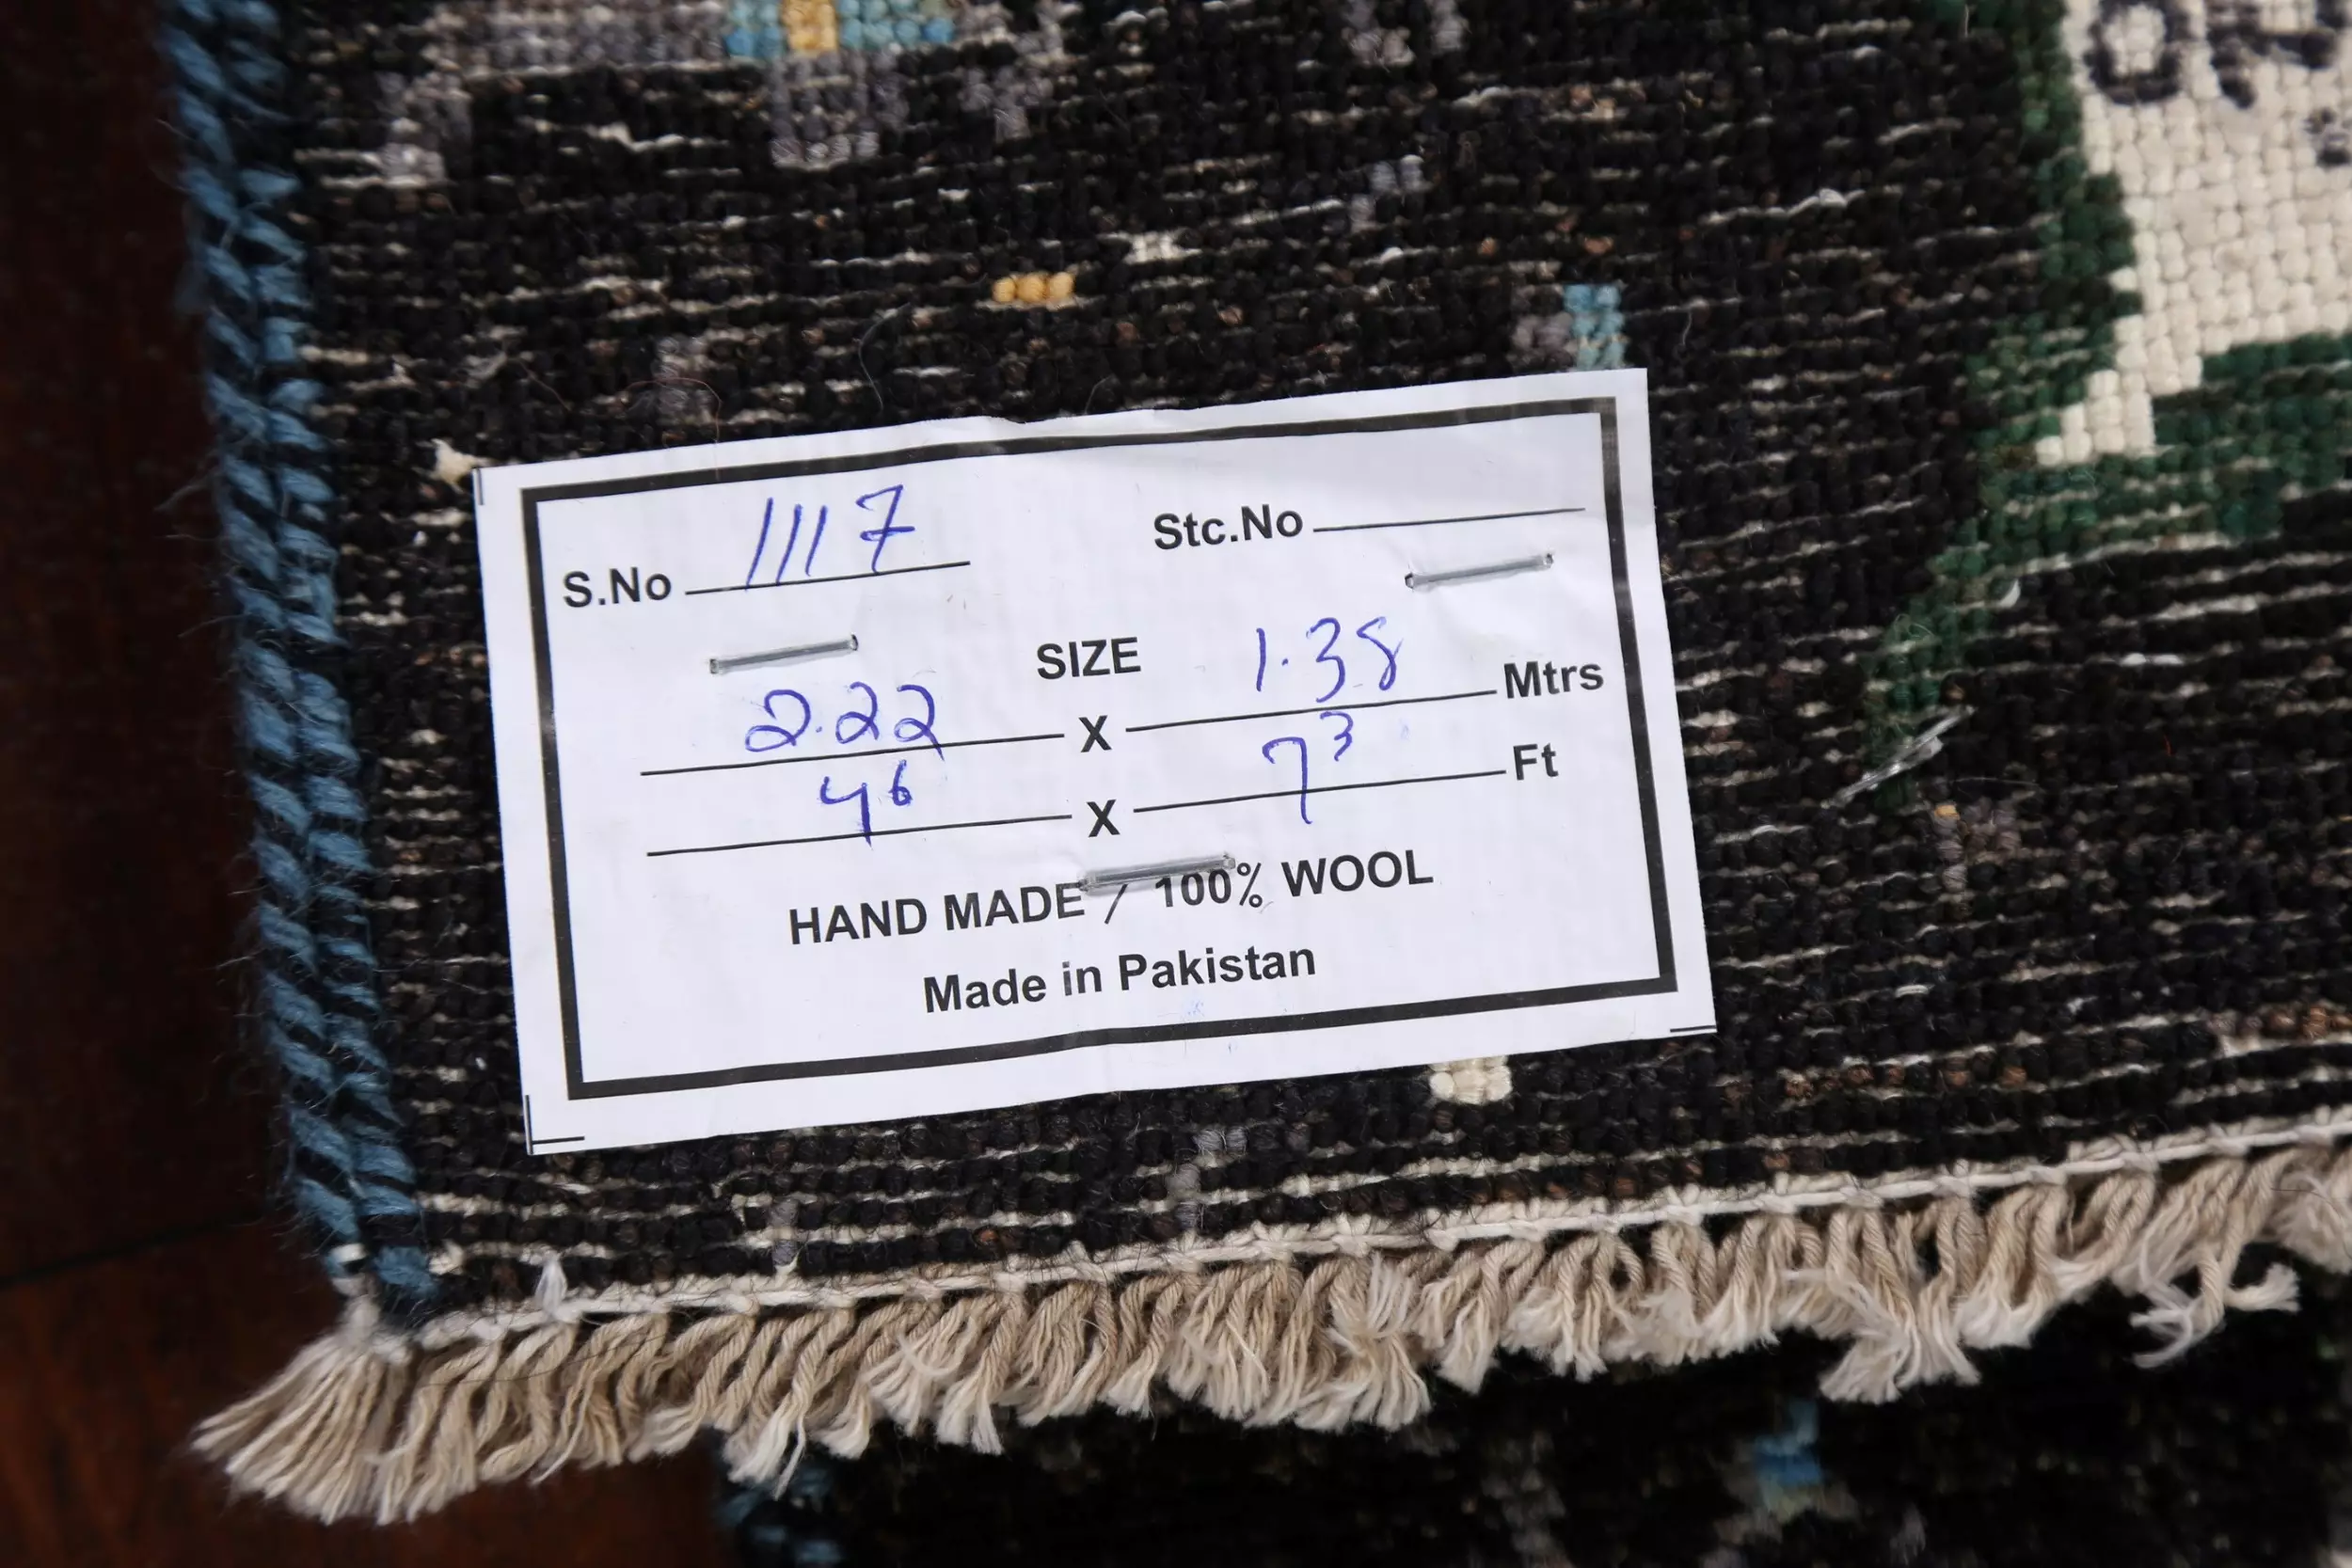 S.No 1117 Stc.No
SIZE
2.22 X 1.38 Mtrs
4⁶ X 7³ Ft
HAND MADE / 100% WOOL
Made in Pakistan